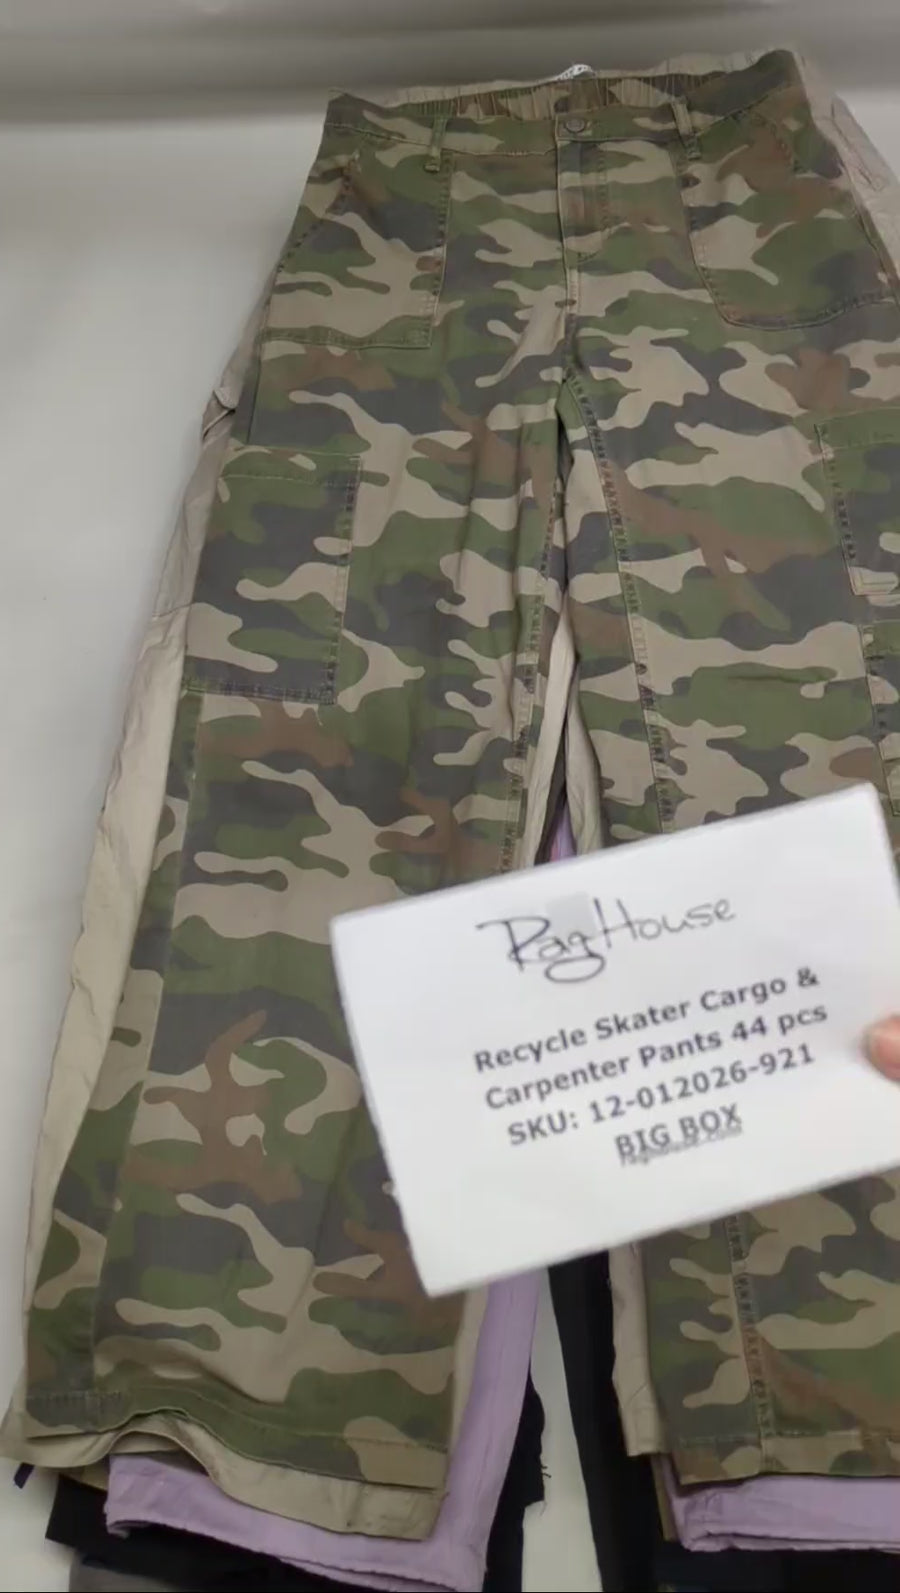 RagHouse
Recycle Skater Cargo &
Carpenter Pants 44 pcs
SKU: 12-012026-921
BIG BOX